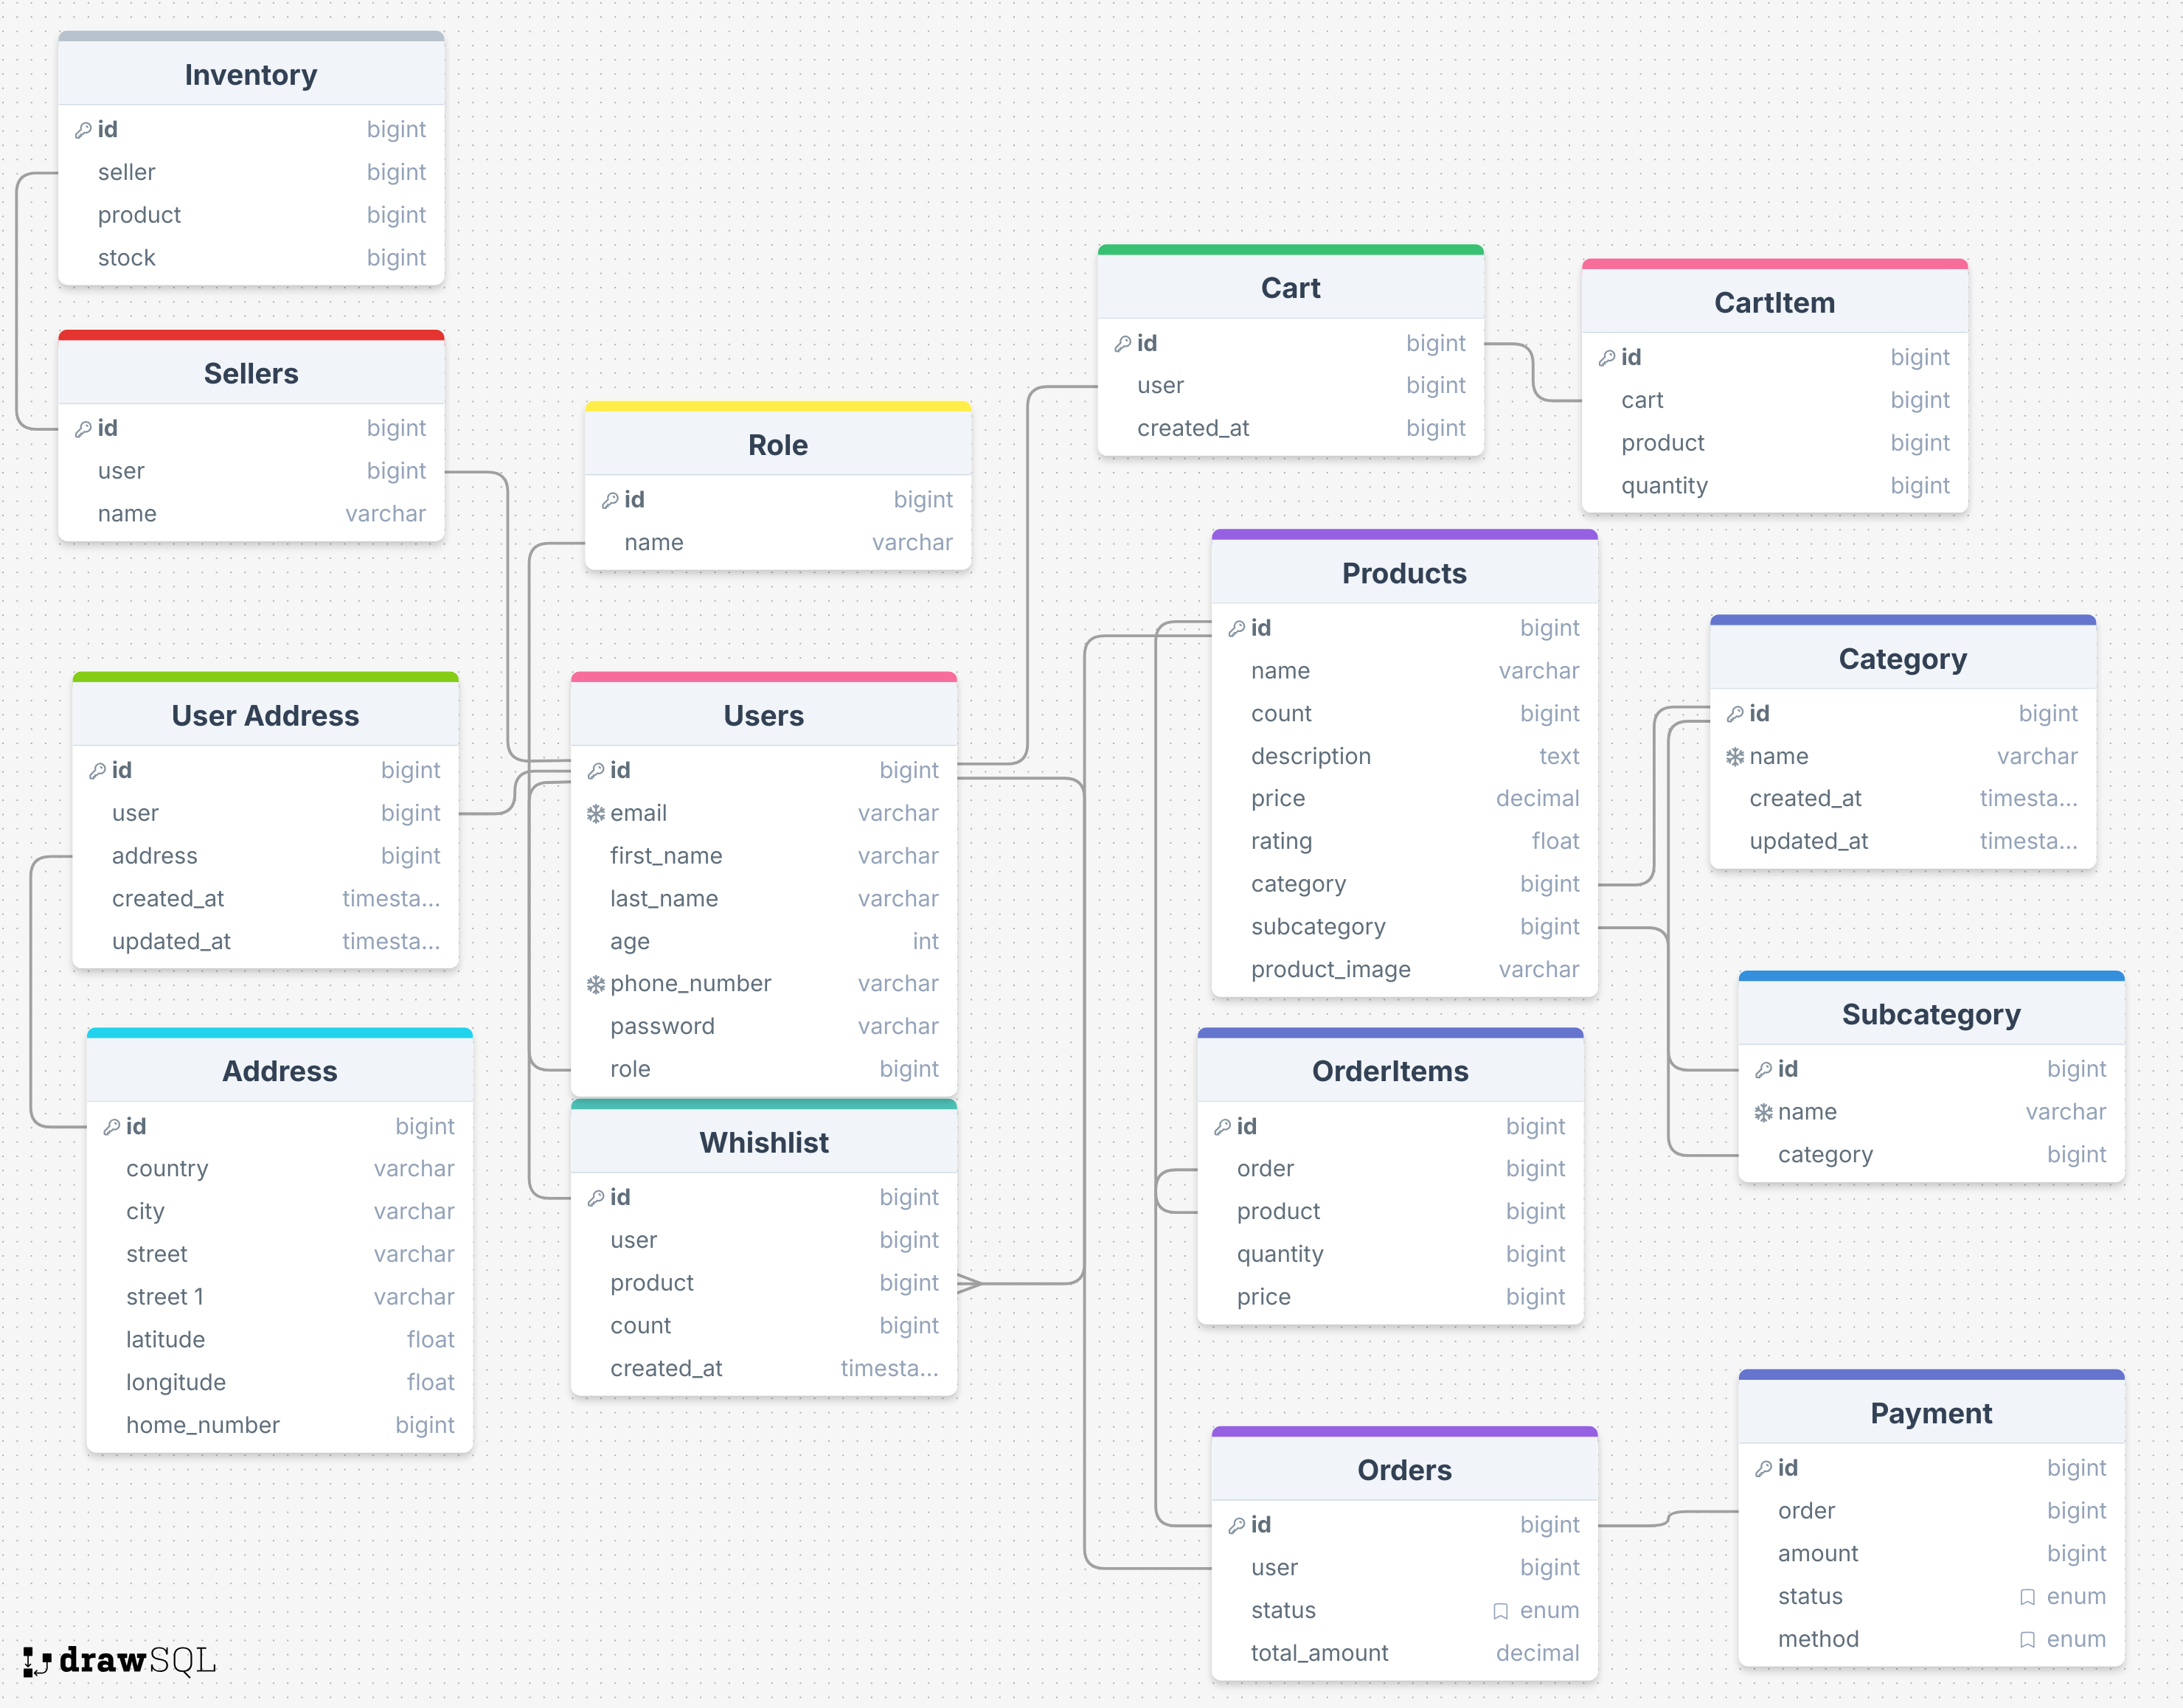 Inventory
id bigint
seller bigint
product bigint
stock bigint
Sellers
id bigint
user bigint
name varchar
Role
id bigint
name varchar
Cart
id bigint
user bigint
created_at bigint
CartItem
id bigint
cart bigint
product bigint
quantity bigint
User Address
id bigint
user bigint
address bigint
created_at timesta...
updated_at timesta...
Users
id bigint
email varchar
first_name varchar
last_name varchar
age int
phone_number varchar
password varchar
role bigint
Products
id bigint
name varchar
count bigint
description text
price decimal
rating float
category bigint
subcategory bigint
product_image varchar
Category
id bigint
name varchar
created_at timesta...
updated_at timesta...
Subcategory
id bigint
name varchar
category bigint
Address
id bigint
country varchar
city varchar
street varchar
street 1 varchar
latitude float
longitude float
home_number bigint
Whishlist
id bigint
user bigint
product bigint
count bigint
created_at timesta...
OrderItems
id bigint
order bigint
product bigint
quantity bigint
price bigint
Orders
id bigint
user bigint
status enum
total_amount decimal
Payment
id bigint
order bigint
amount bigint
status enum
method enum
drawSQL